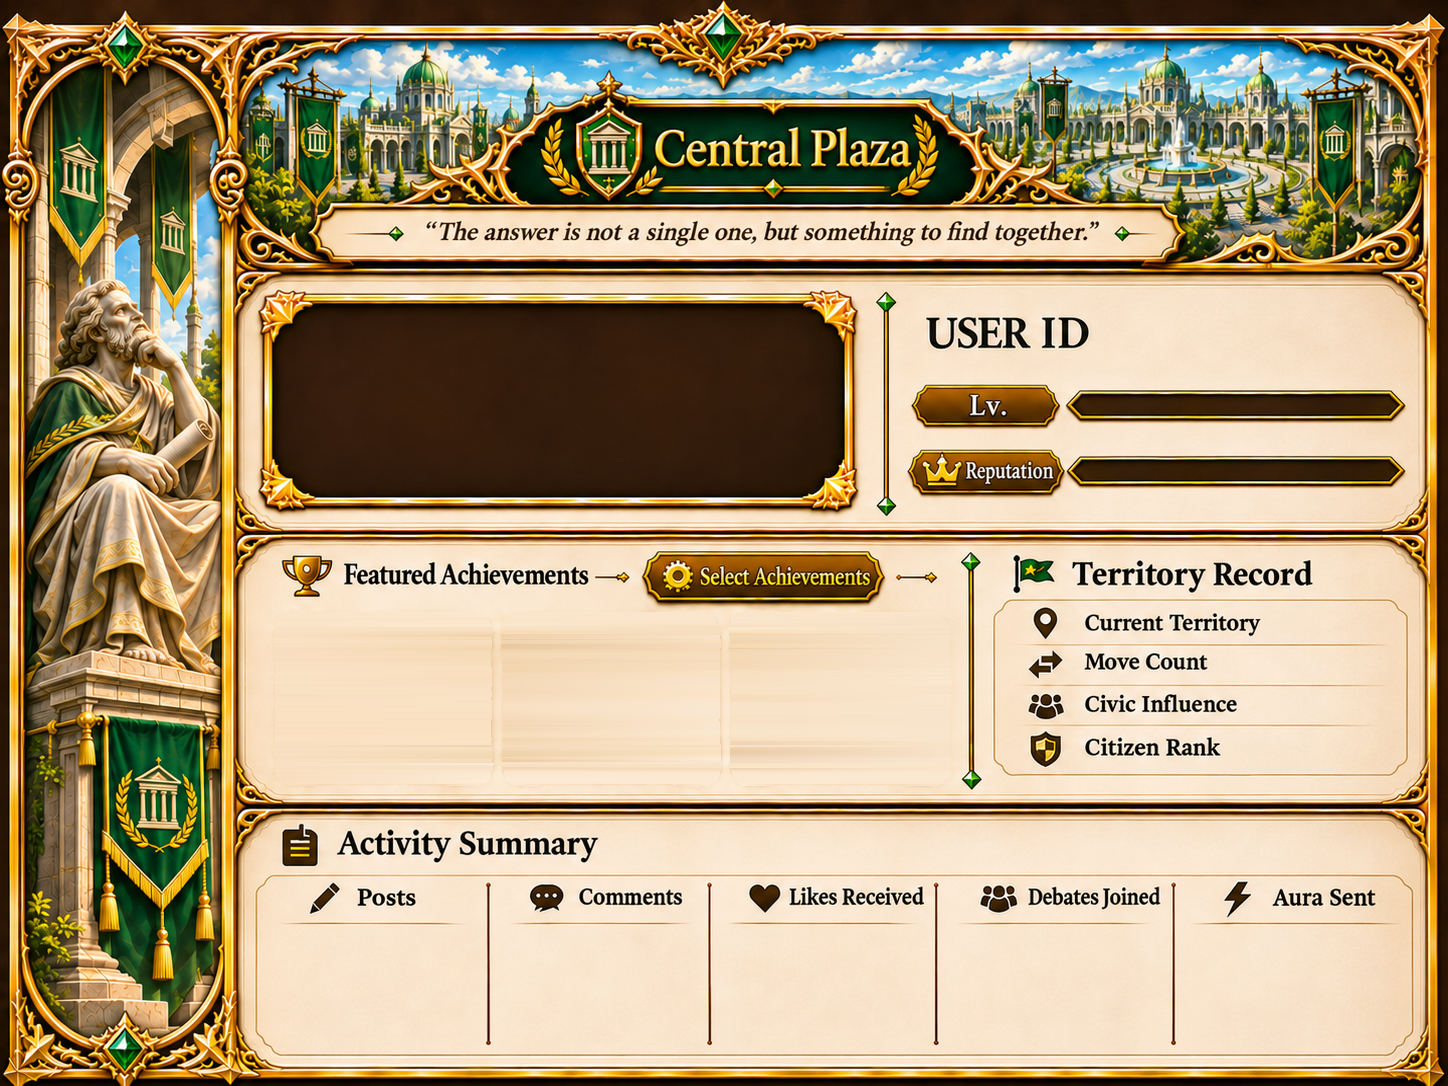 Central Plaza
“The answer is not a single one, but something to find together.”
USER ID
Lv.
Reputation
Featured Achievements
Select Achievements
Territory Record
Current Territory
Move Count
Civic Influence
Citizen Rank
Activity Summary
Posts
Comments
Likes Received
Debates Joined
Aura Sent